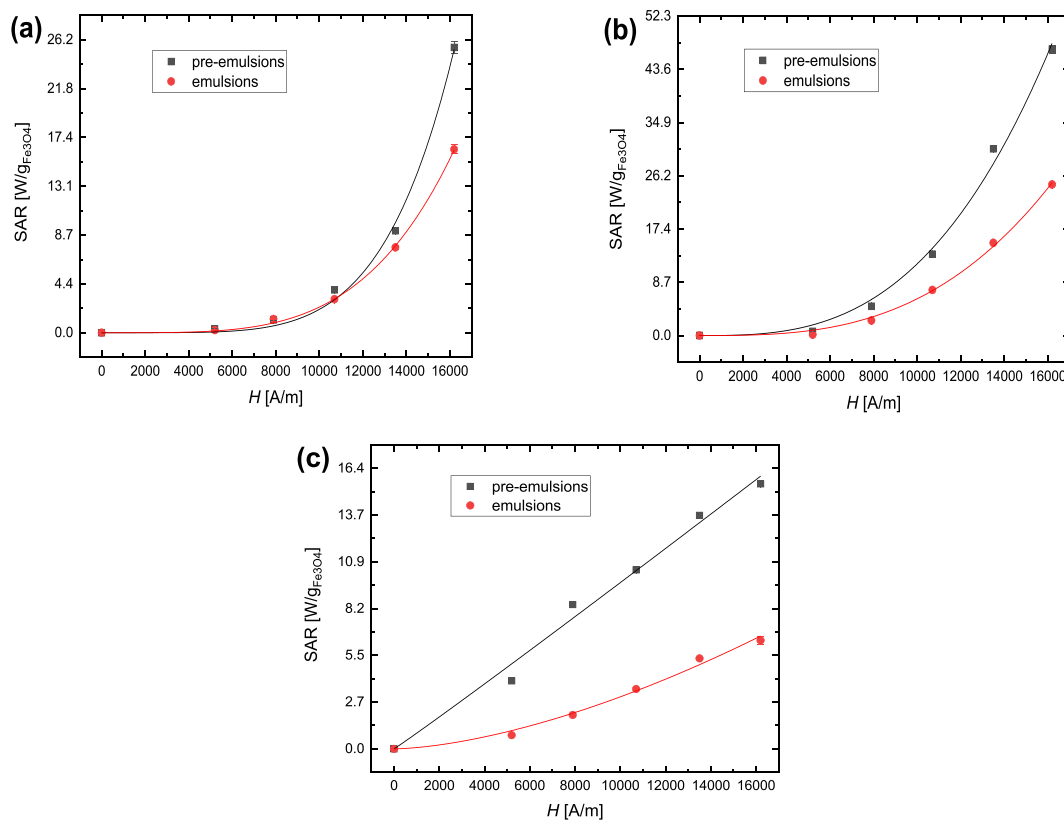 (a)
26.2
21.8
17.4
13.1
8.7
4.4
0.0
SAR [W/gFe3O4]
pre-emulsions
emulsions
0 2000 4000 6000 8000 10000 12000 14000 16000
H [A/m]
(b)
52.3
43.6
34.9
26.2
17.4
8.7
0.0
SAR [W/gFe3O4]
pre-emulsions
emulsions
0 2000 4000 6000 8000 10000 12000 14000 16000
H [A/m]
(c)
16.4
13.7
10.9
8.2
5.5
2.7
0.0
SAR [W/gFe3O4]
pre-emulsions
emulsions
0 2000 4000 6000 8000 10000 12000 14000 16000
H [A/m]